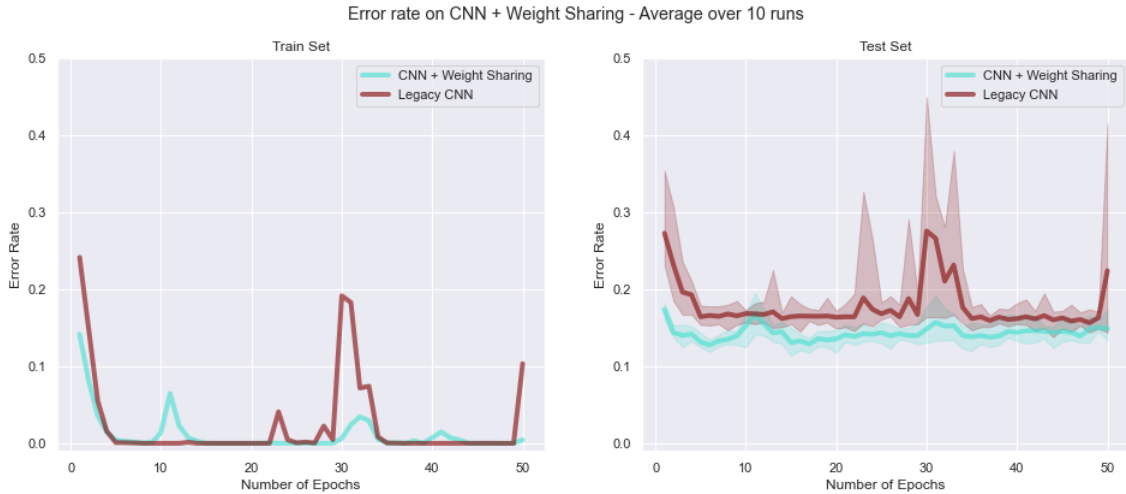 Error rate on CNN + Weight Sharing - Average over 10 runs
Train Set
0.5
0.4
0.3
0.2
0.1
0.0
Error Rate
CNN + Weight Sharing
Legacy CNN
0
10
20
30
40
50
Number of Epochs
Test Set
0.5
0.4
0.3
0.2
0.1
0.0
Error Rate
CNN + Weight Sharing
Legacy CNN
0
10
20
30
40
50
Number of Epochs